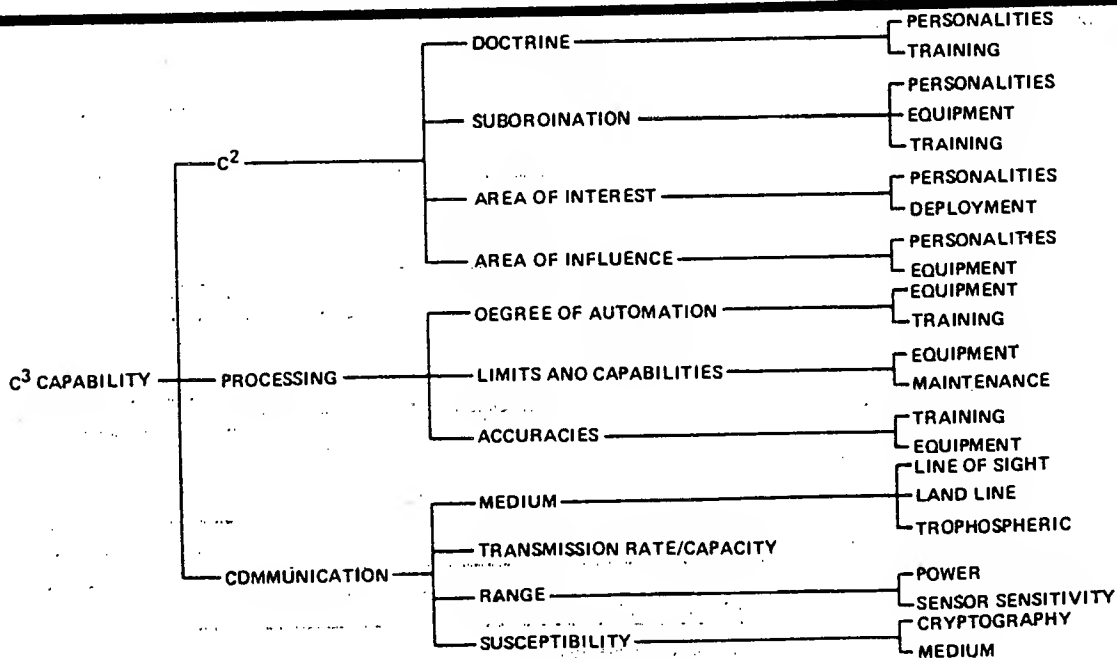 C³ CAPABILITY
C²
DOCTRINE
PERSONALITIES
TRAINING
SUBOROINATION
PERSONALITIES
EQUIPMENT
TRAINING
AREA OF INTEREST
PERSONALITIES
DEPLOYMENT
AREA OF INFLUENCE
PERSONALITIES
EQUIPMENT
PROCESSING
OEGREE OF AUTOMATION
EQUIPMENT
TRAINING
LIMITS ANO CAPABILITIES
EQUIPMENT
MAINTENANCE
ACCURACIES
TRAINING
EQUIPMENT
COMMUNICATION
MEDIUM
LINE OF SIGHT
LAND LINE
TROPHOSPHERIC
TRANSMISSION RATE/CAPACITY
RANGE
POWER
SENSOR SENSITIVITY
SUSCEPTIBILITY
CRYPTOGRAPHY
MEDIUM